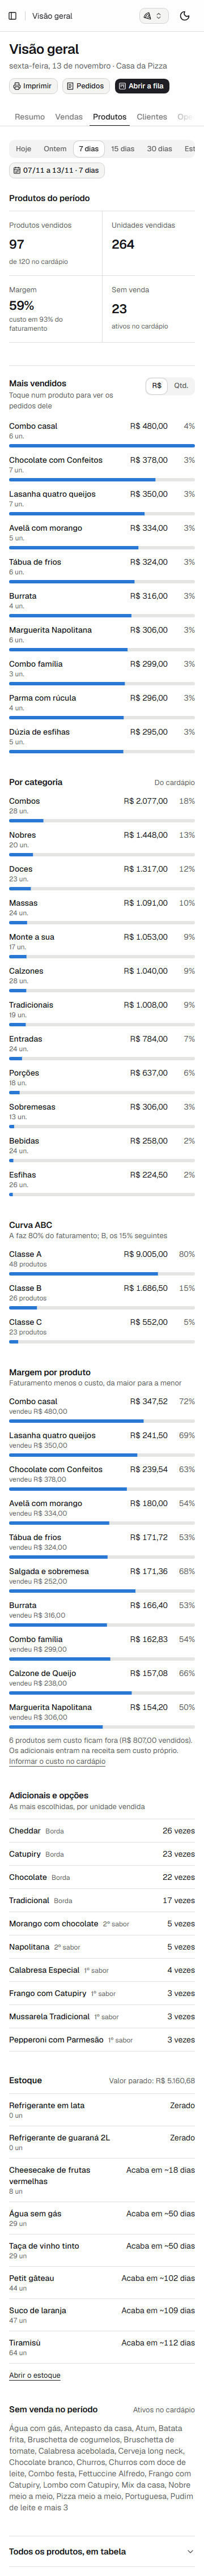 Visão geral
Visão geral
sexta-feira, 13 de novembro · Casa da Pizza
Imprimir
Pedidos
Abrir a fila
Resumo
Vendas
Produtos
Clientes
Ope
Hoje
Ontem
7 dias
15 dias
30 dias
Est
07/11 a 13/11 · 7 dias
Produtos do período
Produtos vendidos
97
de 120 no cardápio
Unidades vendidas
264
Margem
59%
custo em 93% do
faturamento
Sem venda
23
ativos no cardápio
Mais vendidos
Toque num produto para ver os
pedidos dele
R$
Qtd.
Combo casal R$ 480,00 4%
6 un.
Chocolate com Confeitos R$ 378,00 3%
7 un.
Lasanha quatro queijos R$ 350,00 3%
7 un.
Avelã com morango R$ 334,00 3%
5 un.
Tábua de frios R$ 324,00 3%
6 un.
Burrata R$ 316,00 3%
4 un.
Marguerita Napolitana R$ 306,00 3%
6 un.
Combo família R$ 299,00 3%
3 un.
Parma com rúcula R$ 296,00 3%
4 un.
Dúzia de esfihas R$ 295,00 3%
5 un.
Por categoria
Do cardápio
Combos R$ 2.077,00 18%
28 un.
Nobres R$ 1.448,00 13%
20 un.
Doces R$ 1.317,00 12%
23 un.
Massas R$ 1.091,00 10%
24 un.
Monte a sua R$ 1.053,00 9%
17 un.
Calzones R$ 1.040,00 9%
28 un.
Tradicionais R$ 1.008,00 9%
19 un.
Entradas R$ 784,00 7%
24 un.
Porções R$ 637,00 6%
18 un.
Sobremesas R$ 306,00 3%
13 un.
Bebidas R$ 258,00 2%
24 un.
Esfihas R$ 224,50 2%
26 un.
Curva ABC
A faz 80% do faturamento; B, os 15% seguintes
Classe A R$ 9.005,00 80%
48 produtos
Classe B R$ 1.686,50 15%
26 produtos
Classe C R$ 552,00 5%
23 produtos
Margem por produto
Faturamento menos o custo, da maior para a menor
Combo casal R$ 347,52 72%
vendeu R$ 480,00
Lasanha quatro queijos R$ 241,50 69%
vendeu R$ 350,00
Chocolate com Confeitos R$ 239,54 63%
vendeu R$ 378,00
Avelã com morango R$ 180,00 54%
vendeu R$ 334,00
Tábua de frios R$ 171,72 53%
vendeu R$ 324,00
Salgada e sobremesa R$ 171,36 68%
vendeu R$ 252,00
Burrata R$ 166,40 53%
vendeu R$ 316,00
Combo família R$ 162,83 54%
vendeu R$ 299,00
Calzone de Queijo R$ 157,08 66%
vendeu R$ 238,00
Marguerita Napolitana R$ 154,20 50%
vendeu R$ 306,00
6 produtos sem custo ficam fora (R$ 807,00 vendidos).
Os adicionais entram na receita sem custo próprio.
Informar o custo no cardápio
Adicionais e opções
As mais escolhidas, por unidade vendida
Cheddar Borda 26 vezes
Catupiry Borda 23 vezes
Chocolate Borda 22 vezes
Tradicional Borda 17 vezes
Morango com chocolate 2º sabor 5 vezes
Napolitana 2º sabor 5 vezes
Calabresa Especial 1º sabor 4 vezes
Frango com Catupiry 1º sabor 3 vezes
Mussarela Tradicional 1º sabor 3 vezes
Pepperoni com Parmesão 1º sabor 3 vezes
Estoque
Valor parado: R$ 5.160,68
Refrigerante em lata Zerado
0 un
Refrigerante de guaraná 2L Zerado
0 un
Cheesecake de frutas Acaba em ~18 dias
vermelhas
8 un
Água sem gás Acaba em ~50 dias
29 un
Taça de vinho tinto Acaba em ~50 dias
29 un
Petit gâteau Acaba em ~102 dias
44 un
Suco de laranja Acaba em ~109 dias
47 un
Tiramisù Acaba em ~112 dias
64 un
Abrir o estoque
Sem venda no período
Ativos no cardápio
Água com gás, Antepasto da casa, Atum, Batata
frita, Bruschetta de cogumelos, Bruschetta de
tomate, Calabresa acebolada, Cerveja long neck,
Chocolate branco, Churros, Churros com doce de
leite, Combo festa, Fettuccine Alfredo, Frango com
Catupiry, Lombo com Catupiry, Mix da casa, Nobre
meio a meio, Pizza meio a meio, Portuguesa, Pudim
de leite e mais 3
Todos os produtos, em tabela